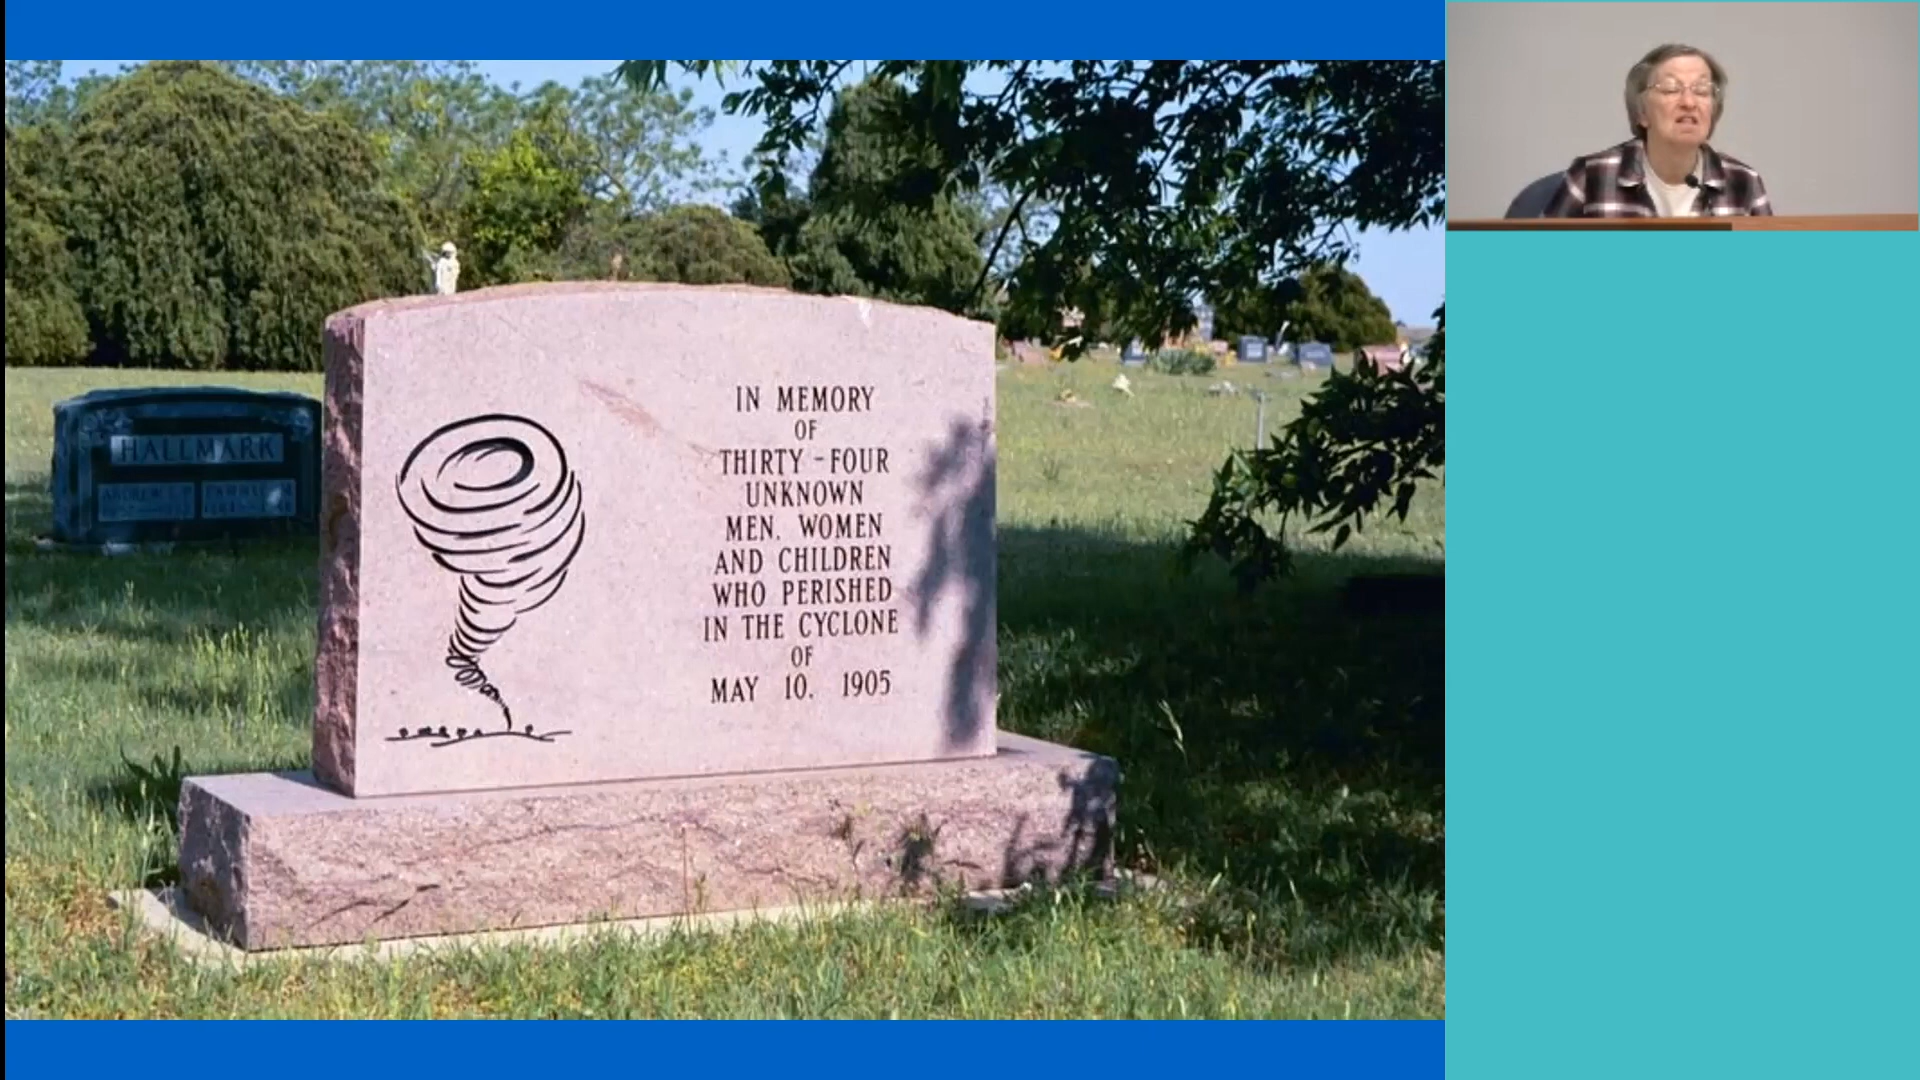 IN MEMORY
OF
THIRTY-FOUR
UNKNOWN
MEN, WOMEN
AND CHILDREN
WHO PERISHED
IN THE CYCLONE
OF
MAY 10, 1905
HALLMARK